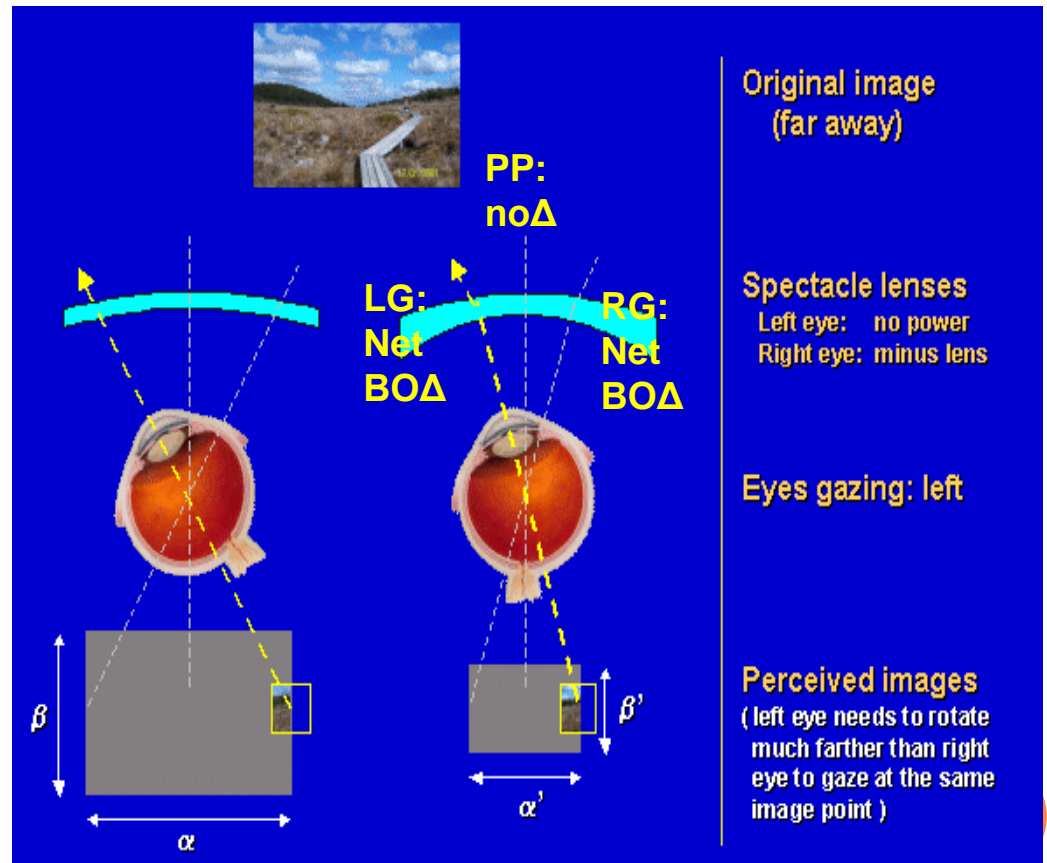 Original image
(far away)
PP:
noΔ
LG:
Net
BOΔ
RG:
Net
BOΔ
Spectacle lenses
Left eye: no power
Right eye: minus lens
Eyes gazing: left
β
α
β'
α'
Perceived images
( left eye needs to rotate
much farther than right
eye to gaze at the same
image point )